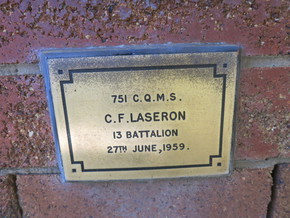 751 C.Q.M.S.
C.F.LASERON
13 BATTALION
27TH JUNE,1959.